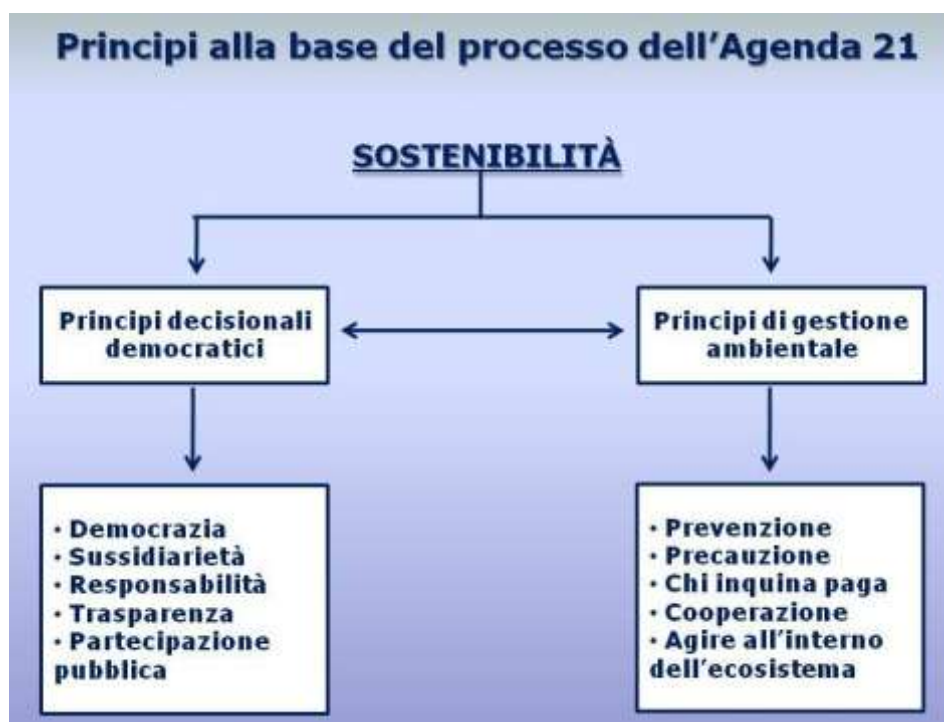 Principi alla base del processo dell'Agenda 21
SOSTENIBILITÀ
Principi decisionali
democratici
Principi di gestione
ambientale
• Democrazia
• Sussidiarietà
• Responsabilità
• Trasparenza
• Partecipazione
pubblica
• Prevenzione
• Precauzione
• Chi inquina paga
• Cooperazione
• Agire all'interno
dell'ecosistema